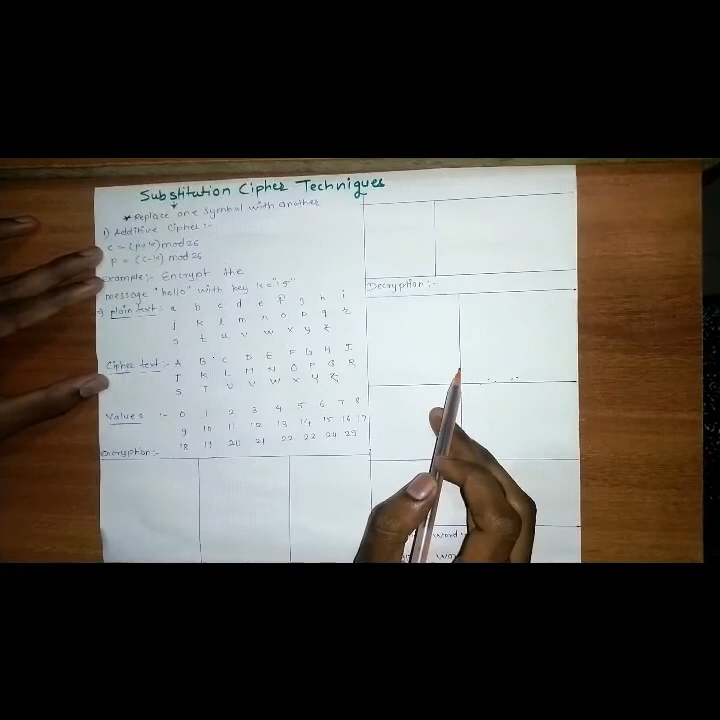 Substitution Cipher Techniques
* Replace one symbol with another
1) Additive Cipher:-
C = (P+K) mod 26
P = (C-K) mod 26
Example:- Encrypt the
message "hello" with key k="15"
plain text:- a b c d e f g h i
j k l m n o p q r
s t u v w x y z
Cipher text:- A B C D E F G H I
J K L M N O P Q R
S T U V W X Y Z
Values :- 0 1 2 3 4 5 6 7 8
9 10 11 12 13 14 15 16 17
18 19 20 21 22 23 24 25
Encryption:-
Decryption:-
word